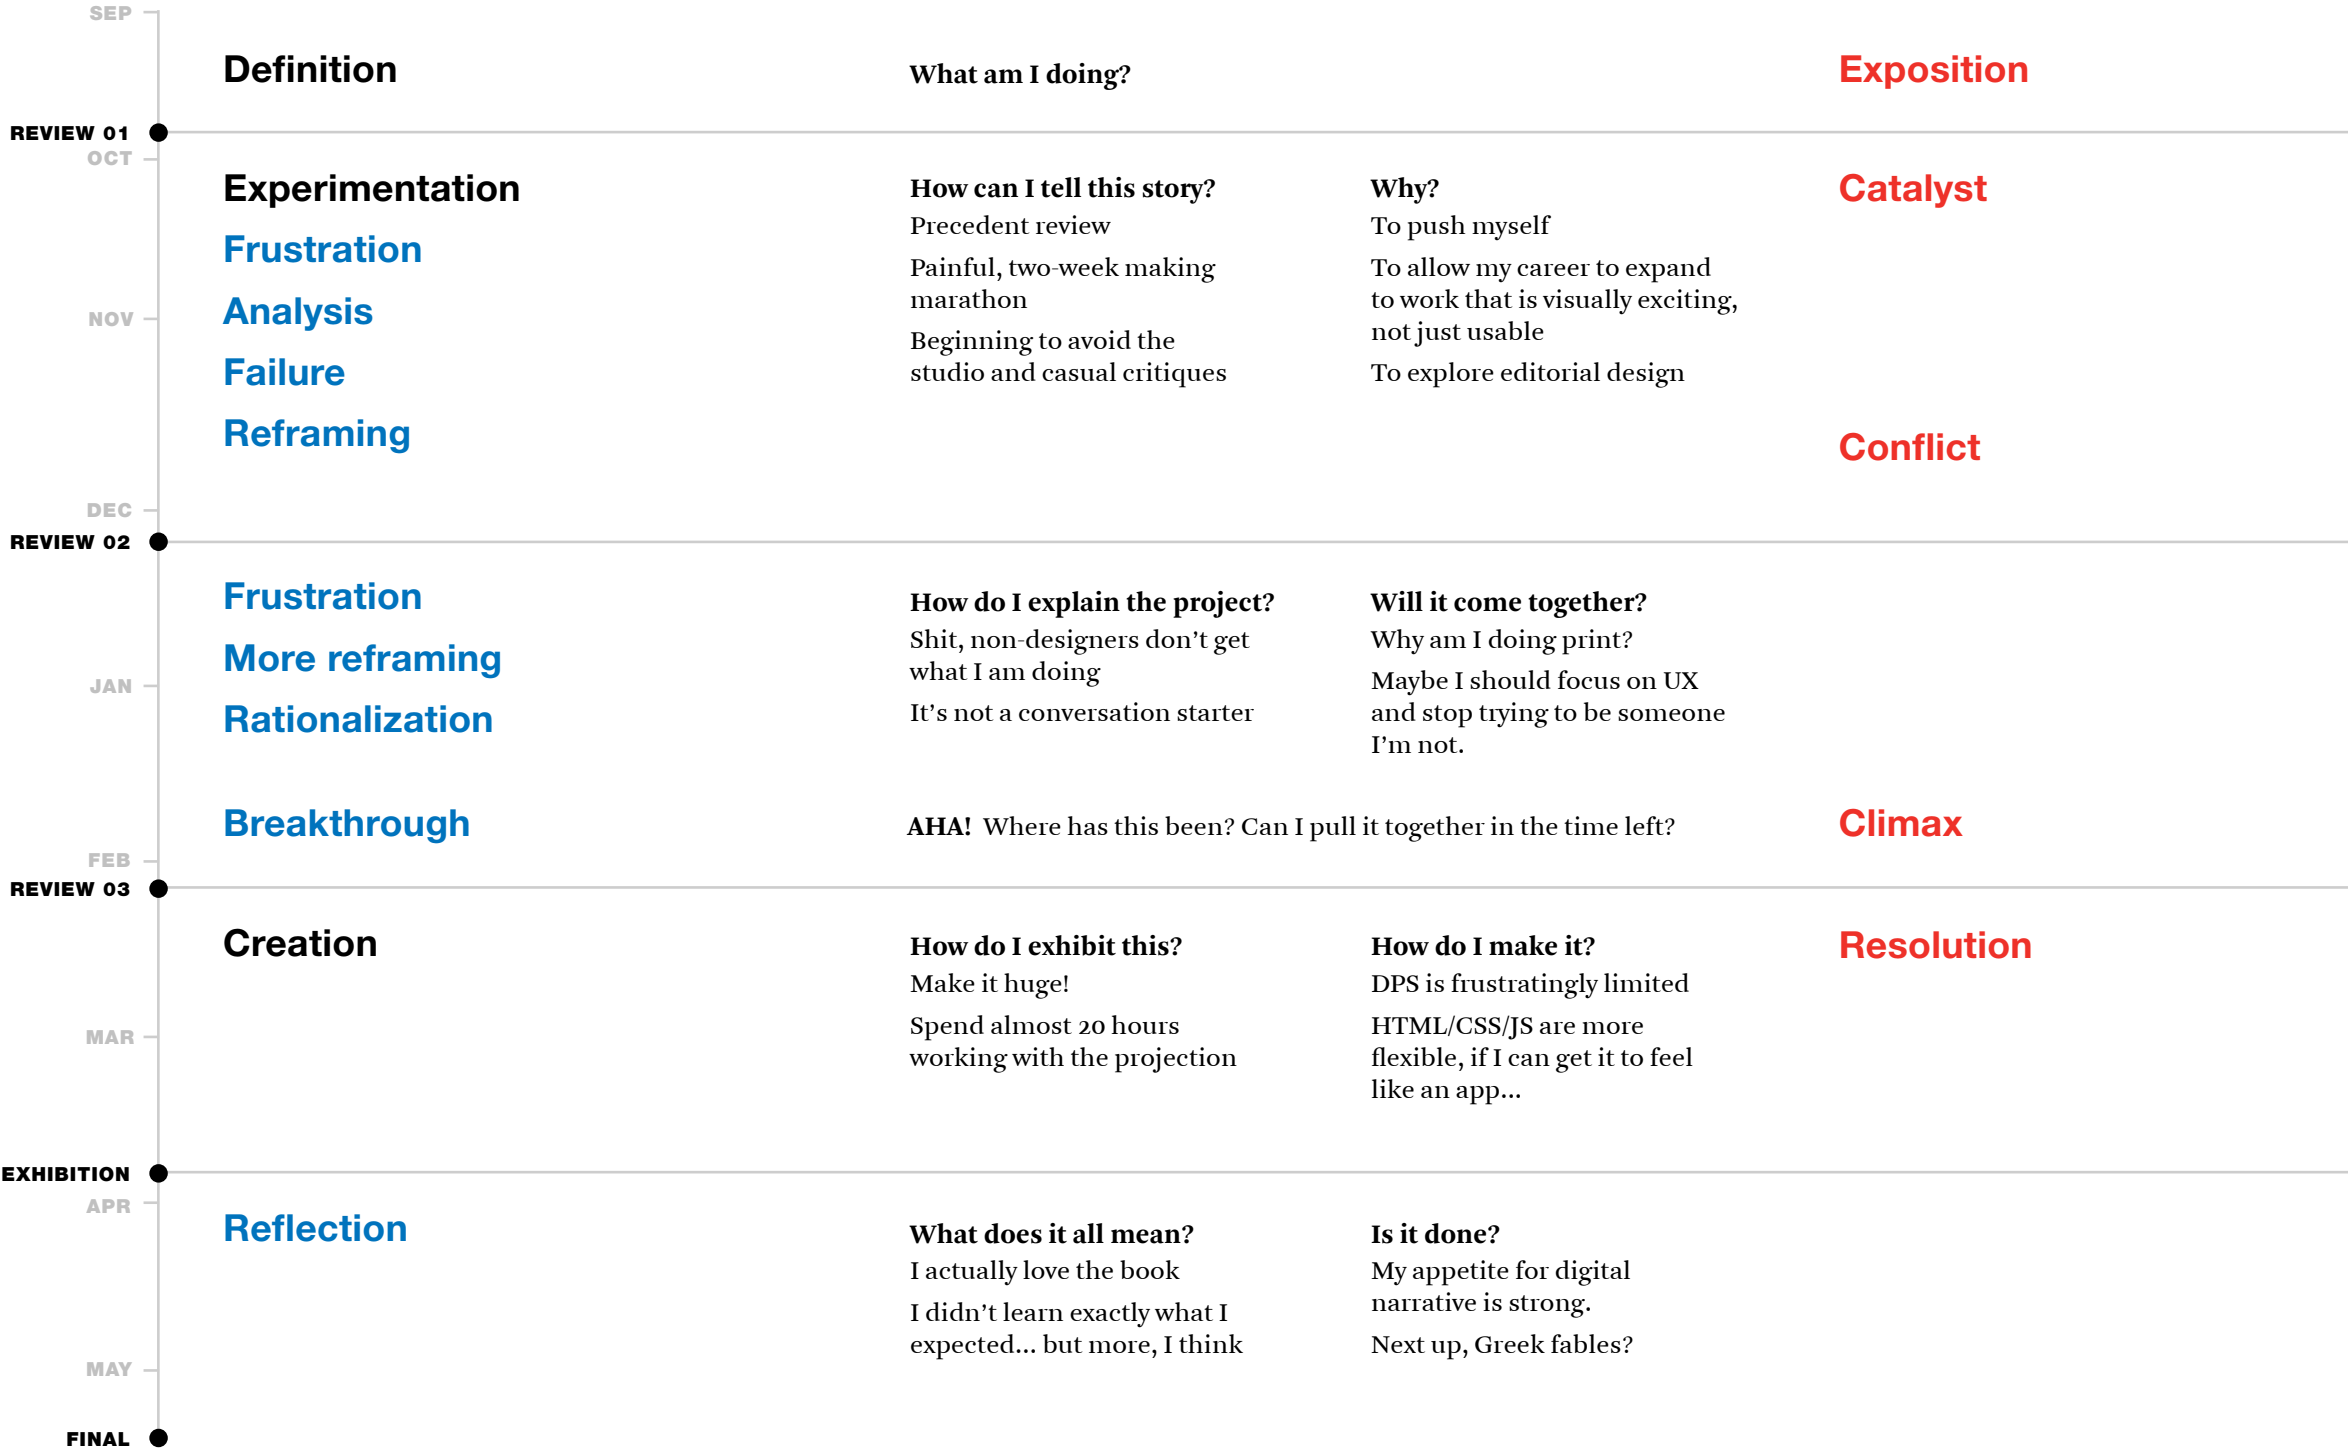 SEP
Definition
What am I doing?
Exposition
REVIEW 01
OCT
Experimentation
Frustration
Analysis
NOV
Failure
Reframing
How can I tell this story?
Precedent review
Painful, two-week making
marathon
Beginning to avoid the
studio and casual critiques
Why?
To push myself
To allow my career to expand
to work that is visually exciting,
not just usable
To explore editorial design
Catalyst
Conflict
DEC
REVIEW 02
Frustration
More reframing
JAN
Rationalization
How do I explain the project?
Shit, non-designers don’t get
what I am doing
It’s not a conversation starter
Will it come together?
Why am I doing print?
Maybe I should focus on UX
and stop trying to be someone
I’m not.
Breakthrough
AHA! Where has this been? Can I pull it together in the time left?
Climax
FEB
REVIEW 03
Creation
How do I exhibit this?
Make it huge!
Spend almost 20 hours
working with the projection
How do I make it?
DPS is frustratingly limited
HTML/CSS/JS are more
flexible, if I can get it to feel
like an app...
Resolution
MAR
EXHIBITION
APR
Reflection
What does it all mean?
I actually love the book
I didn’t learn exactly what I
expected... but more, I think
Is it done?
My appetite for digital
narrative is strong.
Next up, Greek fables?
MAY
FINAL